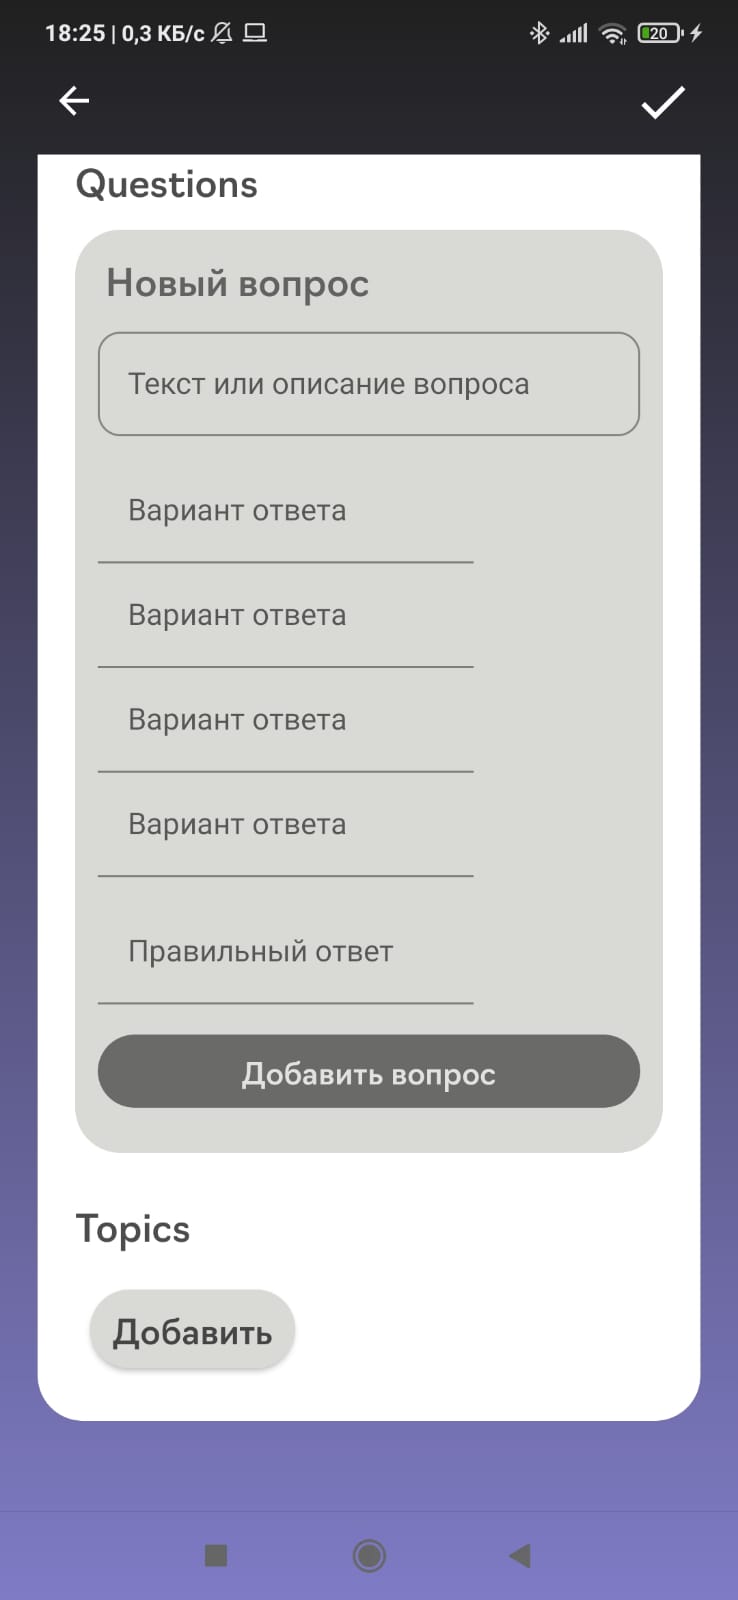 18:25 | 0,3 КБ/с
20
Questions
Новый вопрос
Текст или описание вопроса
Вариант ответа
Вариант ответа
Вариант ответа
Вариант ответа
Правильный ответ
Добавить вопрос
Topics
Добавить